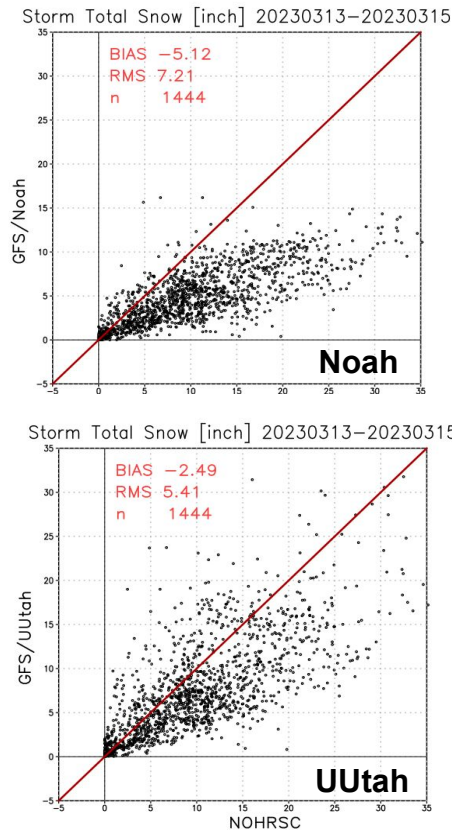 Storm Total Snow [inch] 20230313-20230315
35
BIAS -5.12
RMS 7.21
n 1444
30
25
20
15
10
5
0
-5
GFS/Noah
Noah
-5 0 5 10 15 20 25 30 35
Storm Total Snow [inch] 20230313-20230315
35
BIAS -2.49
RMS 5.41
n 1444
30
25
20
15
10
5
0
-5
GFS/UUtah
UUtah
-5 0 5 10 15 20 25 30 35
NOHRSC